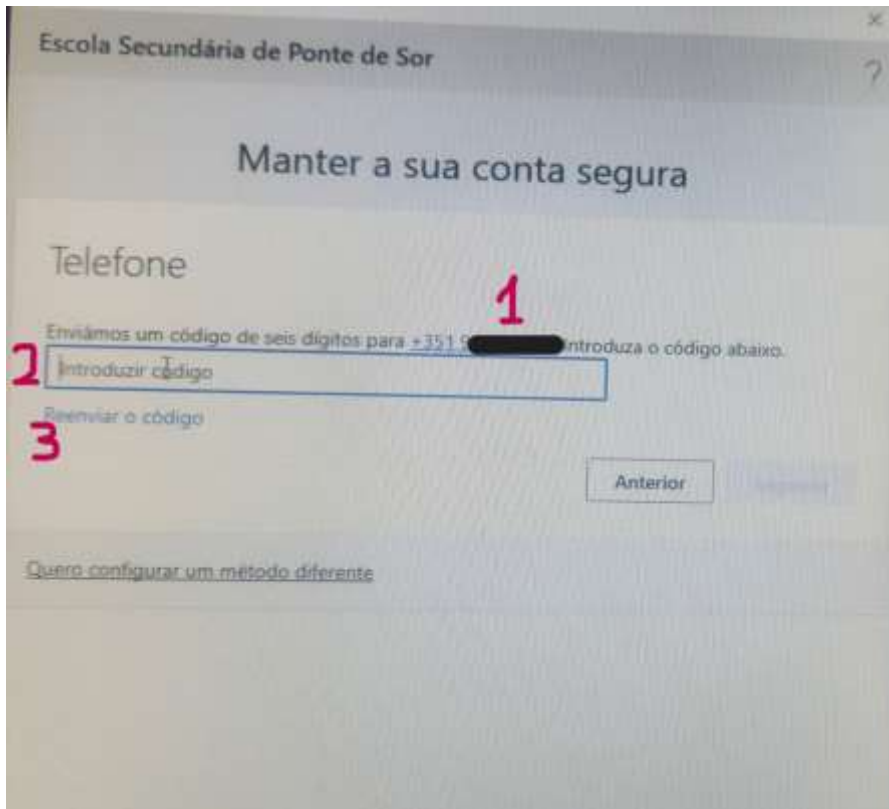 Escola Secundária de Ponte de Sor
?
Manter a sua conta segura
Telefone
1
Enviámos um código de seis dígitos para +351 9 Introduza o código abaixo.
2 Introduzir código
Reenviar o código
3
Anterior
Quero configurar um método diferente